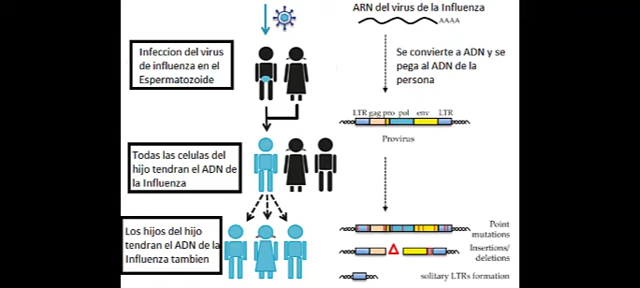 ARN del virus de la Influenza
AAAA
Infeccion del virus
de influenza en el
Espermatozoide
Se convierte a ADN y se
pega al ADN de la
persona
LTR gag pro pol env LTR
Provirus
Todas las celulas del
hijo tendran el ADN de
la Influenza
Los hijos del hijo
tendran el ADN de la
Influenza tambien
Point
mutations
Δ
Insertions/
deletions
solitary LTRs formation